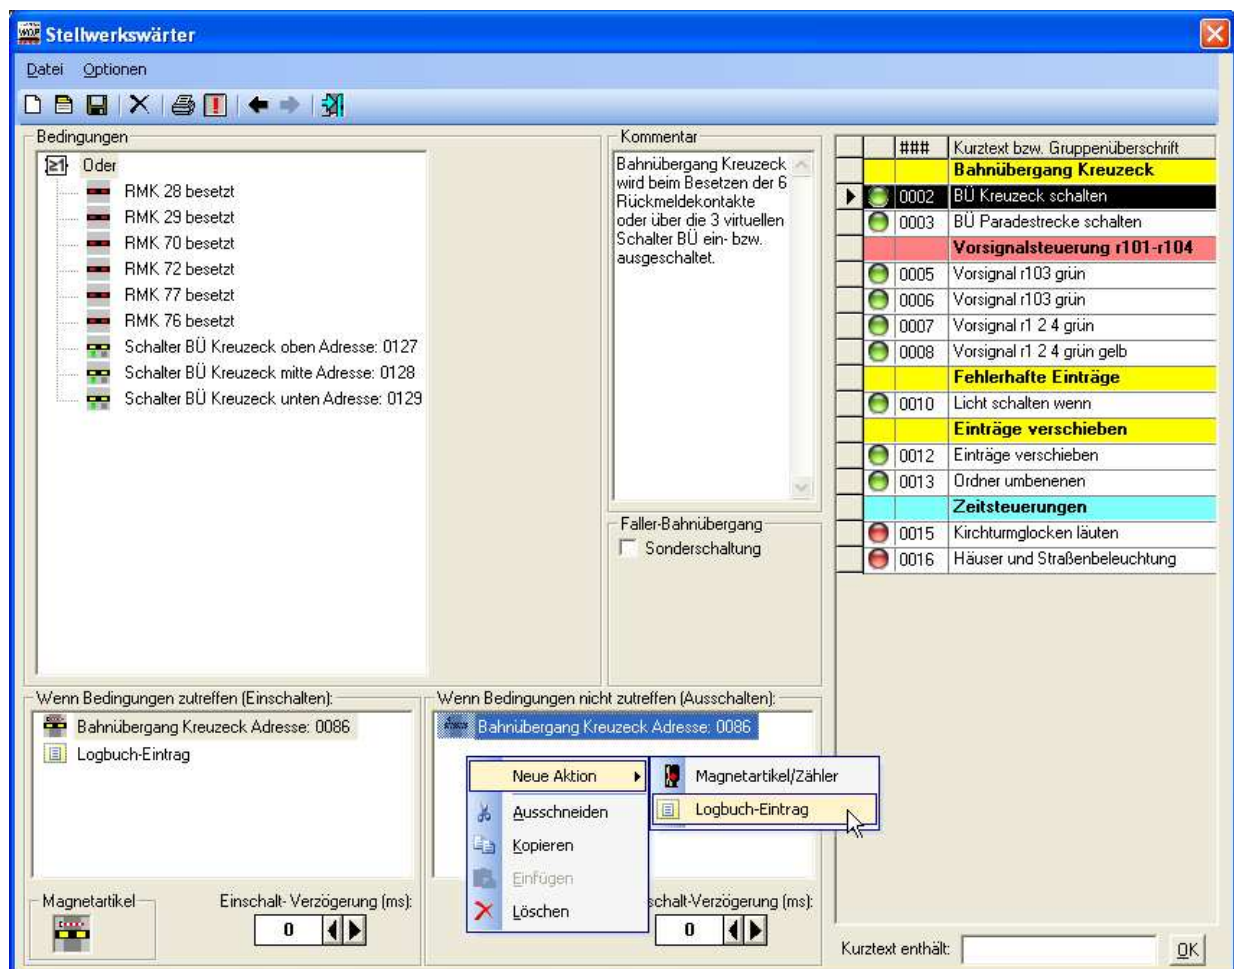 Stellwerkswärter
Datei Optionen
Bedingungen
≥1 Oder
RMK 28 besetzt
RMK 29 besetzt
RMK 70 besetzt
RMK 72 besetzt
RMK 77 besetzt
RMK 76 besetzt
Schalter BÜ Kreuzeck oben Adresse: 0127
Schalter BÜ Kreuzeck mitte Adresse: 0128
Schalter BÜ Kreuzeck unten Adresse: 0129
Kommentar
Bahnübergang Kreuzeck
wird beim Besetzen der 6
Rückmeldekontakte
oder über die 3 virtuellen
Schalter BÜ ein- bzw.
ausgeschaltet.
Faller-Bahnübergang
Sonderschaltung
### Kurztext bzw. Gruppenüberschrift
Bahnübergang Kreuzeck
0002 BÜ Kreuzeck schalten
0003 BÜ Paradestrecke schalten
Vorsignalsteuerung r101-r104
0005 Vorsignal r103 grün
0006 Vorsignal r103 grün
0007 Vorsignal r1 2 4 grün
0008 Vorsignal r1 2 4 grün gelb
Fehlerhafte Einträge
0010 Licht schalten wenn
Einträge verschieben
0012 Einträge verschieben
0013 Ordner umbenenen
Zeitsteuerungen
0015 Kirchturmglocken läuten
0016 Häuser und Straßenbeleuchtung
Wenn Bedingungen zutreffen (Einschalten):
Bahnübergang Kreuzeck Adresse: 0086
Logbuch-Eintrag
Magnetartikel
Einschalt- Verzögerung (ms):
0
Wenn Bedingungen nicht zutreffen (Ausschalten):
Bahnübergang Kreuzeck Adresse: 0086
Neue Aktion
Ausschneiden
Kopieren
Einfügen
Löschen
Magnetartikel/Zähler
Logbuch-Eintrag
schalt-Verzögerung (ms):
0
Kurztext enthält:
OK